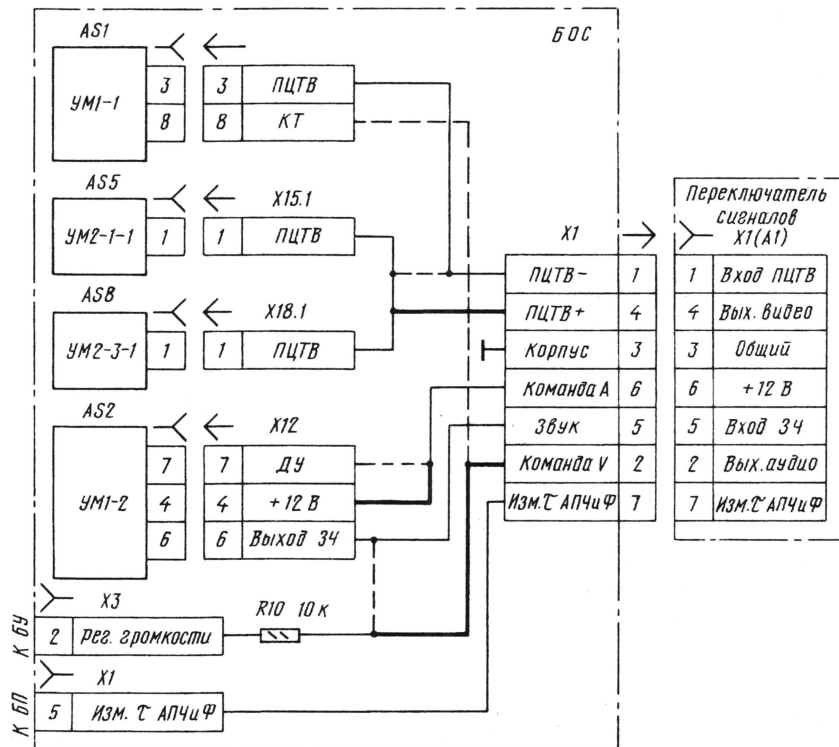 AS1
БОС
УМ1-1
3 3 ПЦТВ
8 8 КТ
AS5
X15.1
УМ2-1-1
1 1 ПЦТВ
AS8
X18.1
УМ2-3-1
1 1 ПЦТВ
AS2
X12
УМ1-2
7 7 ДУ
4 4 +12 В
6 6 Выход ЗЧ
X3
К БУ
2 Рег. громкости
R10 10 к
X1
К БП
5 Изм. τ АПЧиФ
X1
ПЦТВ- 1
ПЦТВ+ 4
Корпус 3
Команда А 6
Звук 5
Команда V 2
Изм. τ АПЧиФ 7
Переключатель
сигналов
X1(A1)
1 Вход ПЦТВ
4 Вых. видео
3 Общий
6 +12 В
5 Вход ЗЧ
2 Вых. аудио
7 Изм. τ АПЧиФ